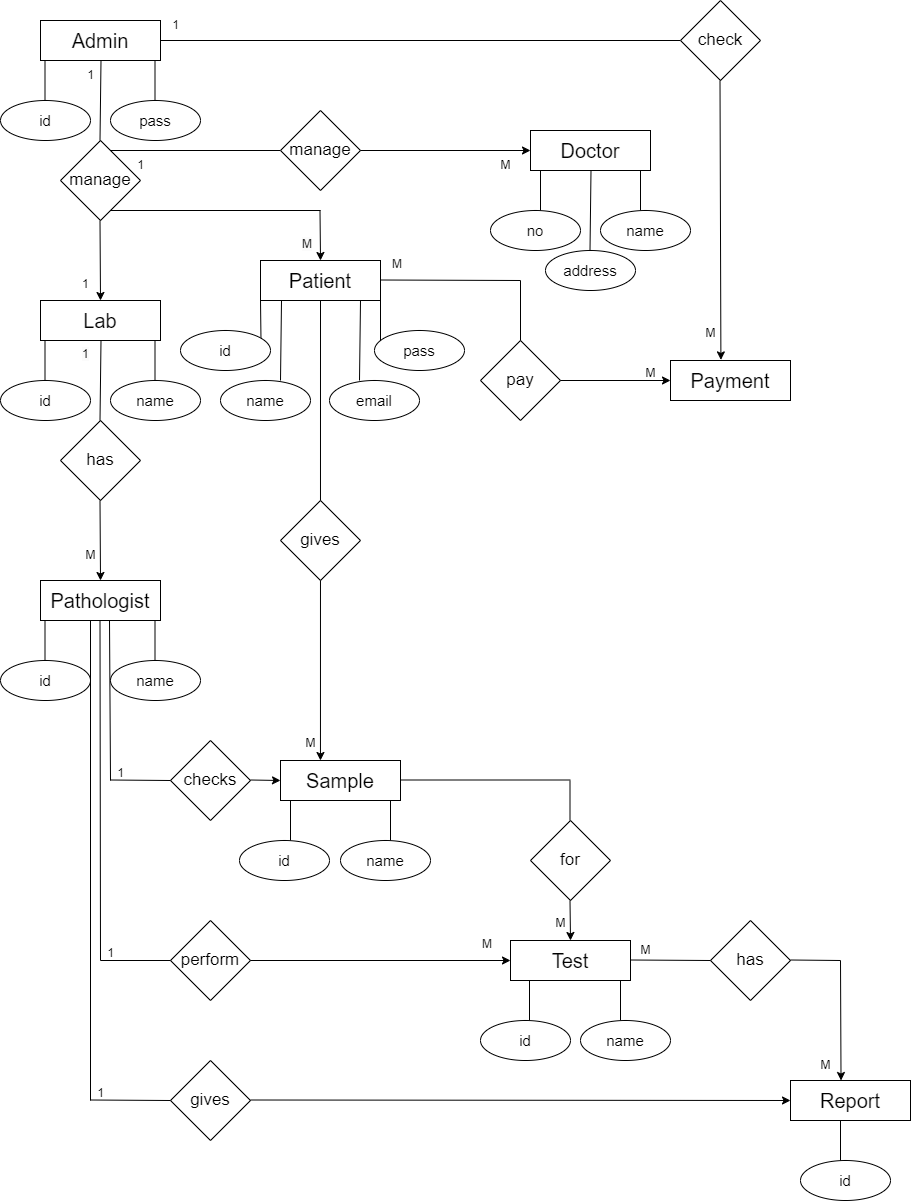 1
Admin
check
1
id
pass
manage
Doctor
1
M
manage
no
name
M
M
address
Patient
1
Lab
M
1
id
pass
M
pay
Payment
id
name
name
email
has
gives
M
Pathologist
id
name
M
1
checks
Sample
id
name
for
M
1
perform
M
Test
M
has
id
name
M
1
gives
Report
id